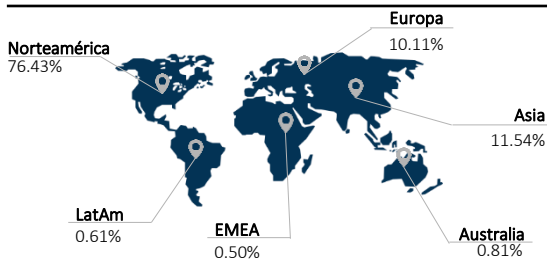 Europa
10.11%
Norteamérica
76.43%
Asia
11.54%
LatAm
0.61%
EMEA
0.50%
Australia
0.81%